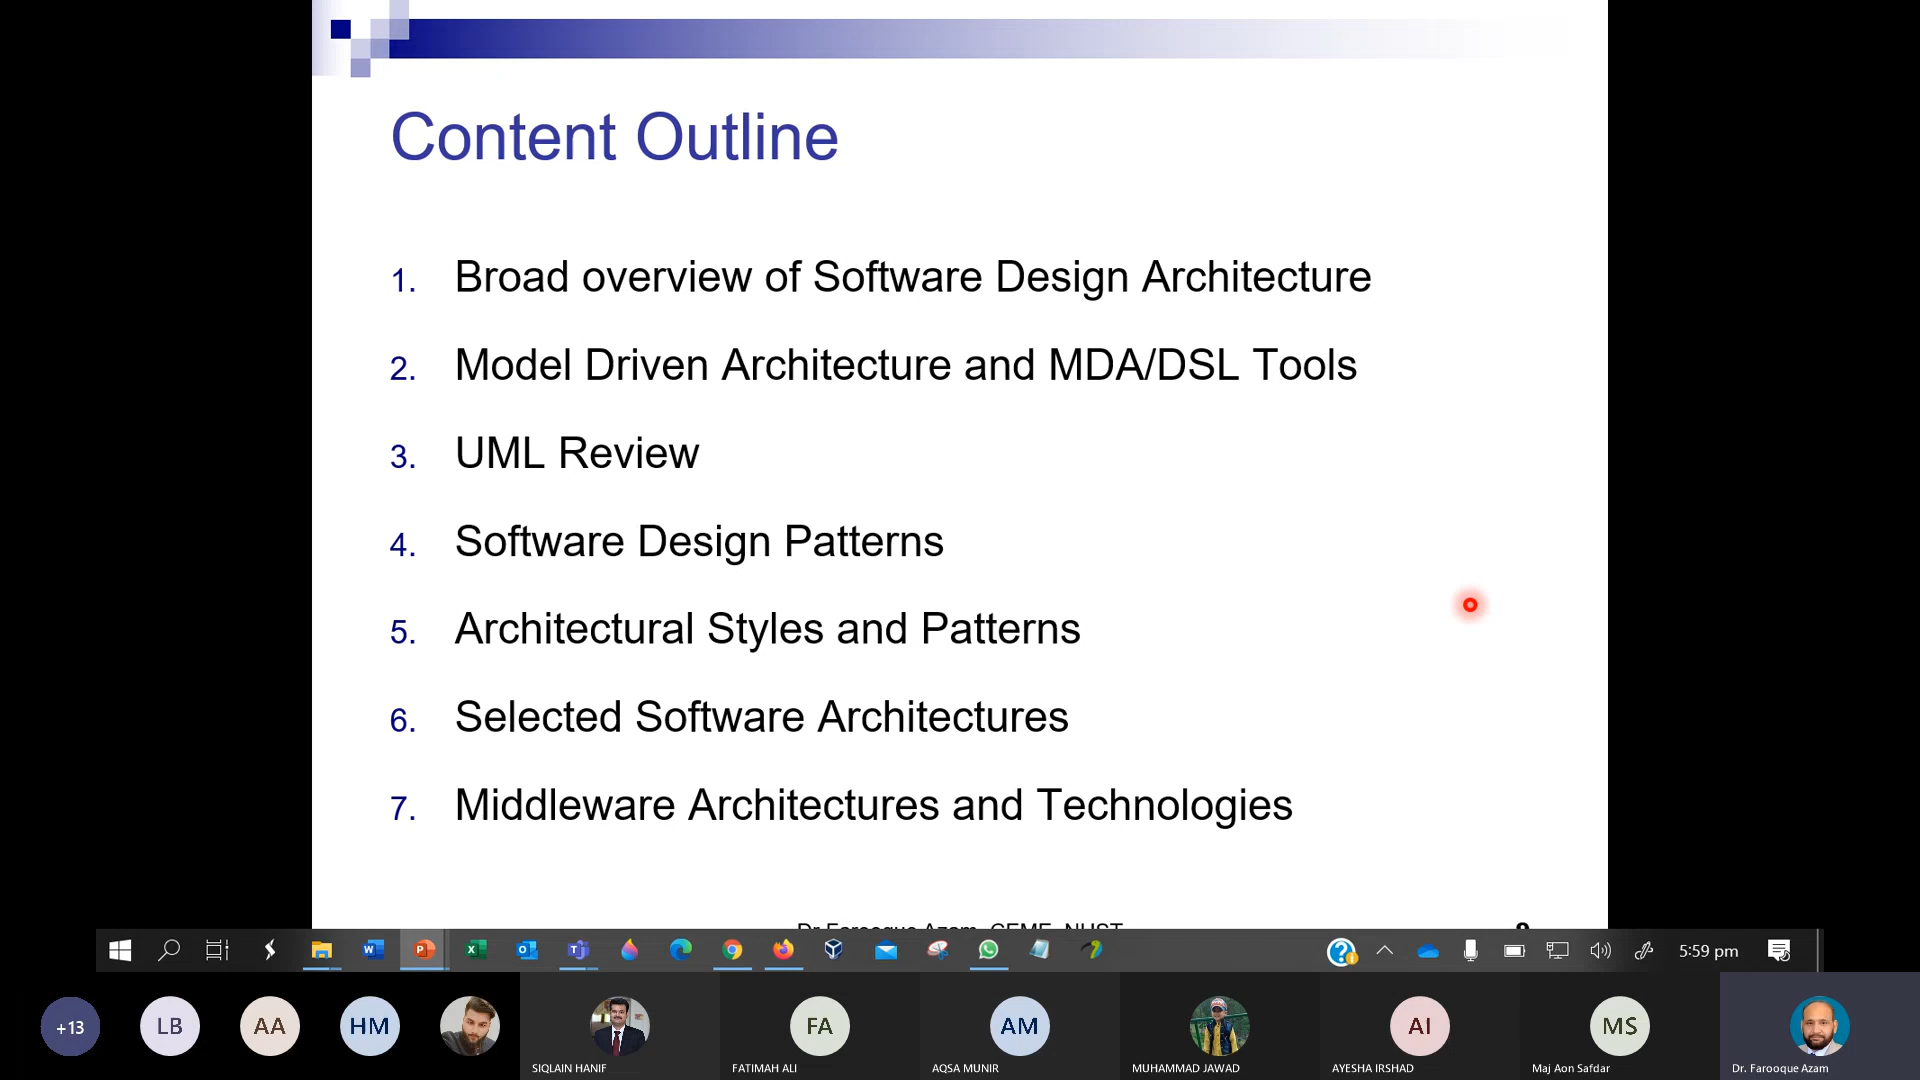 Content Outline
1. Broad overview of Software Design Architecture
2. Model Driven Architecture and MDA/DSL Tools
3. UML Review
4. Software Design Patterns
5. Architectural Styles and Patterns
6. Selected Software Architectures
7. Middleware Architectures and Technologies
Dr Farooque Azam, CEME, NUST
5:59 pm
+13
LB
AA
HM
FA
AM
AI
MS
SIQLAIN HANIF
FATIMAH ALI
AQSA MUNIR
MUHAMMAD JAWAD
AYESHA IRSHAD
Maj Aon Safdar
Dr. Farooque Azam